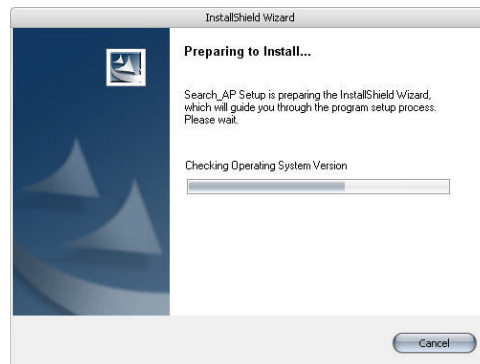 InstallShield Wizard
Preparing to Install...
Search_AP Setup is preparing the InstallShield Wizard,
which will guide you through the program setup process.
Please wait.
Checking Operating System Version
Cancel